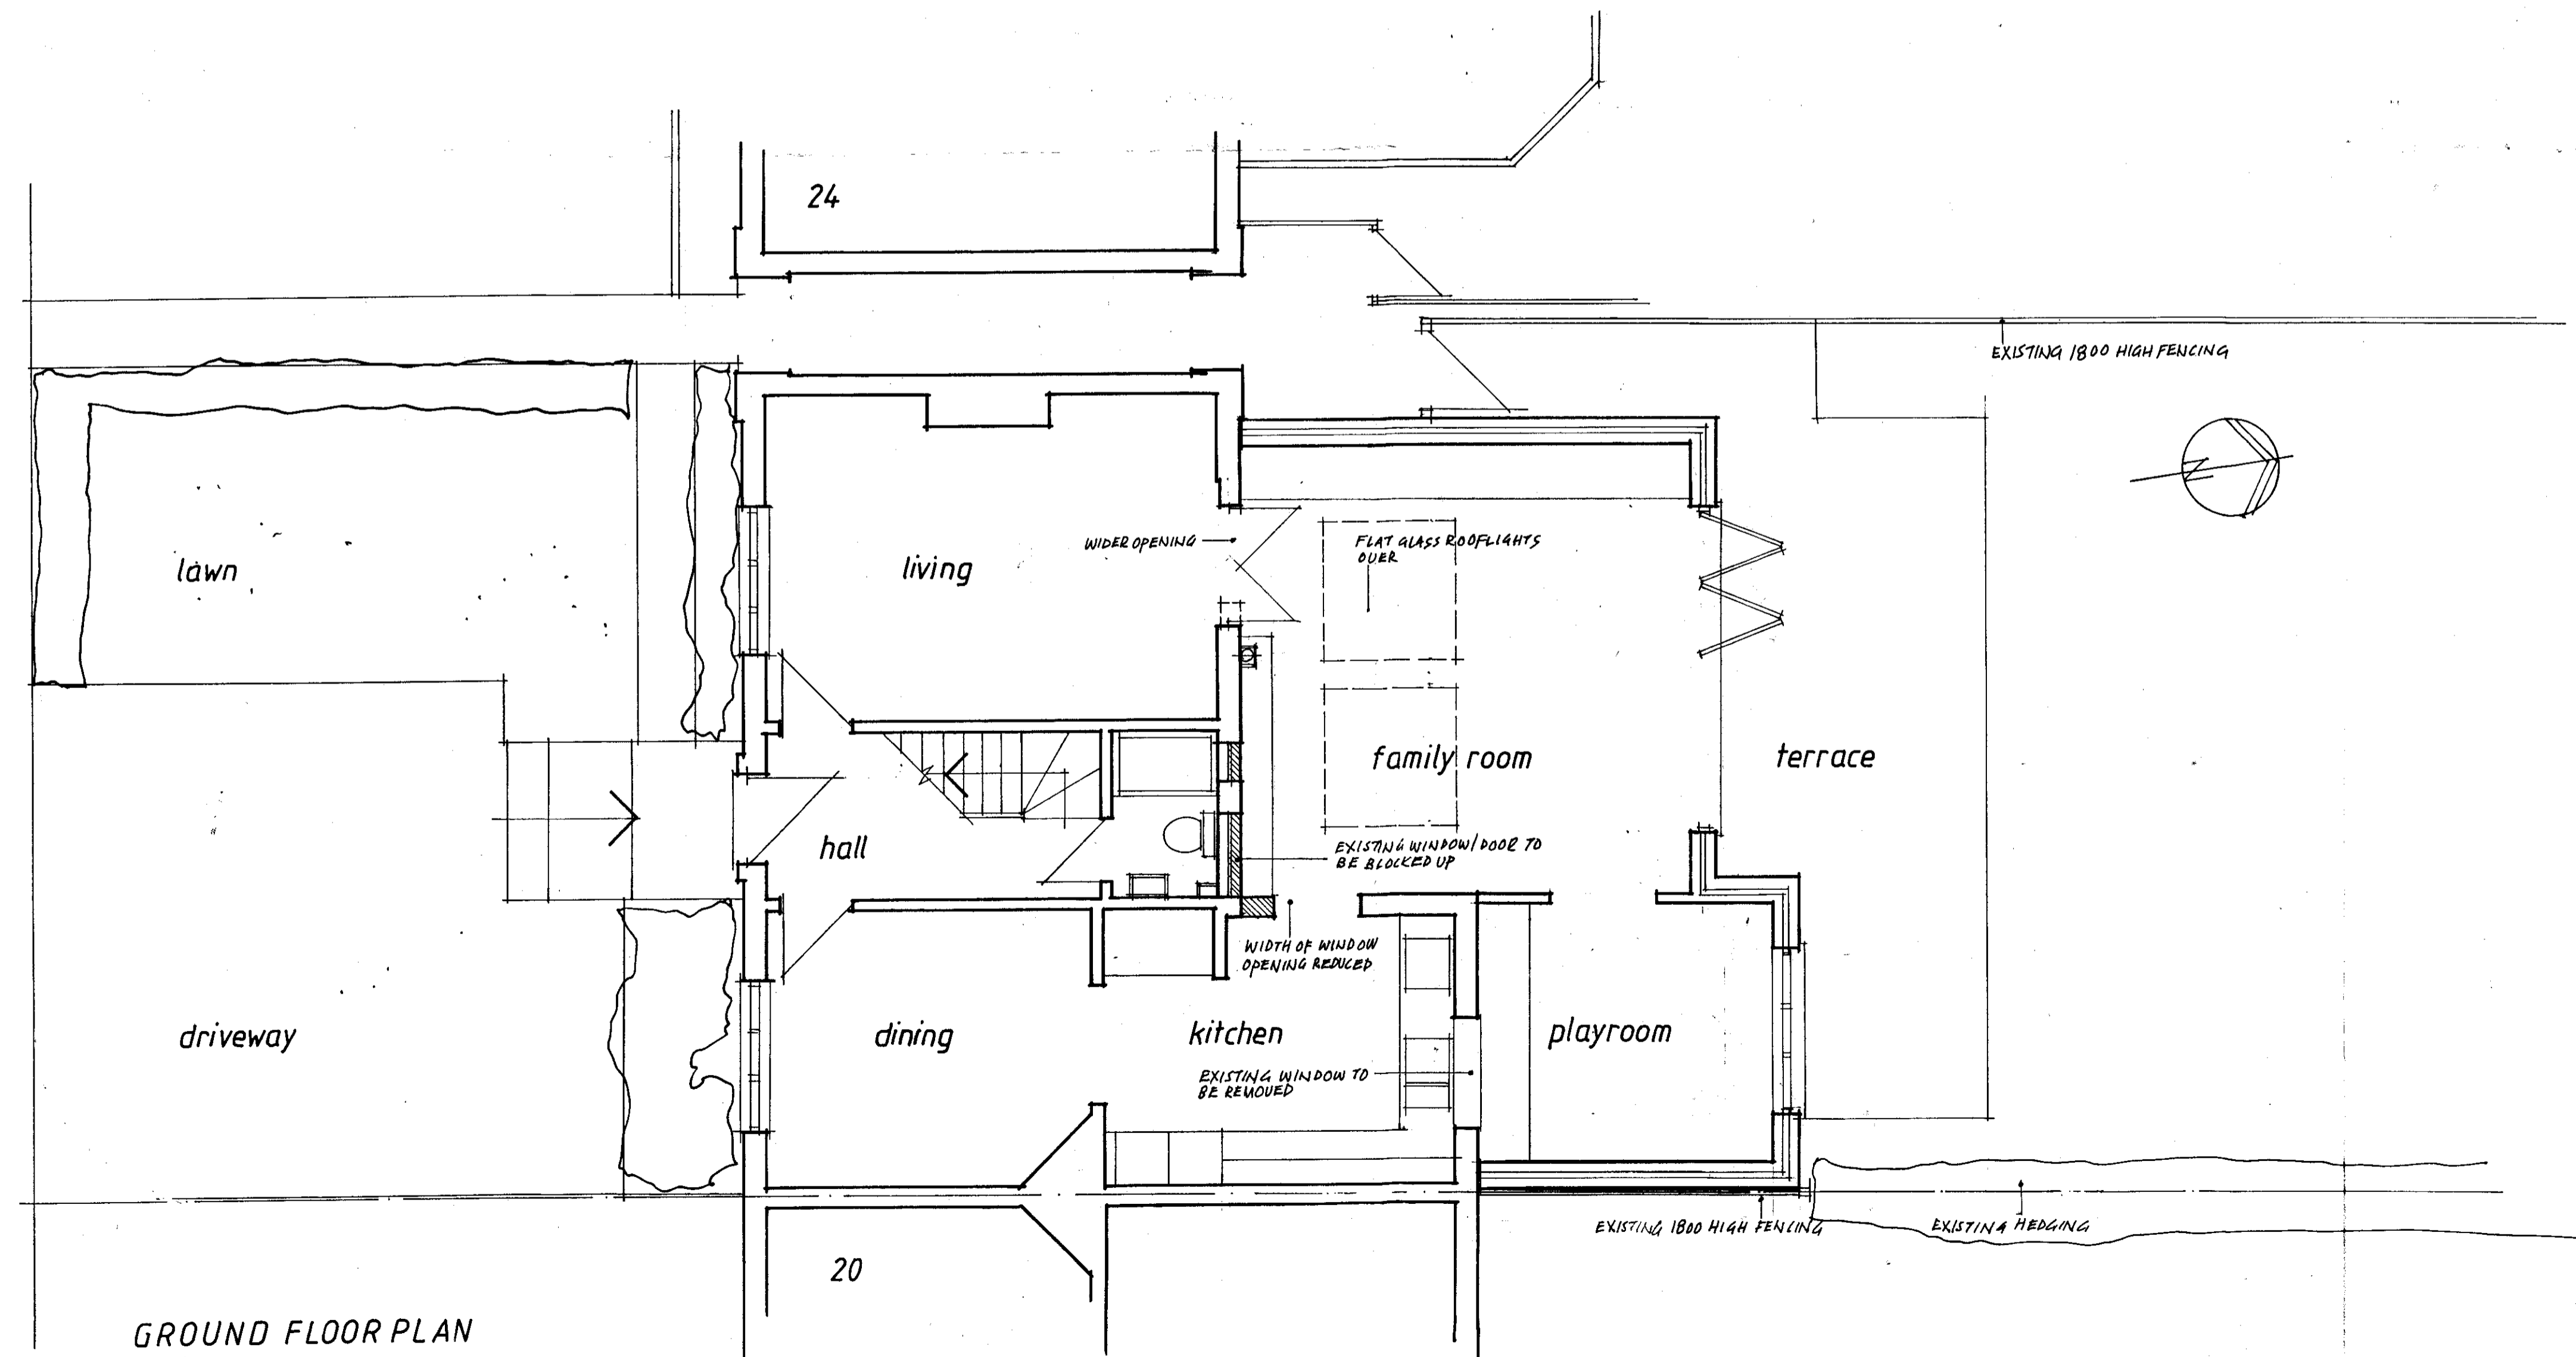 24
EXISTING 1800 HIGH FENCING
WIDER OPENING
FLAT GLASS ROOFLIGHTS
OVER
lawn
living
family room
terrace
hall
EXISTING WINDOW/DOOR TO
BE BLOCKED UP
WIDTH OF WINDOW
OPENING REDUCED
driveway
dining
kitchen
playroom
EXISTING WINDOW TO
BE REMOVED
EXISTING 1800 HIGH FENCING
EXISTING HEDGING
20
GROUND FLOOR PLAN
N